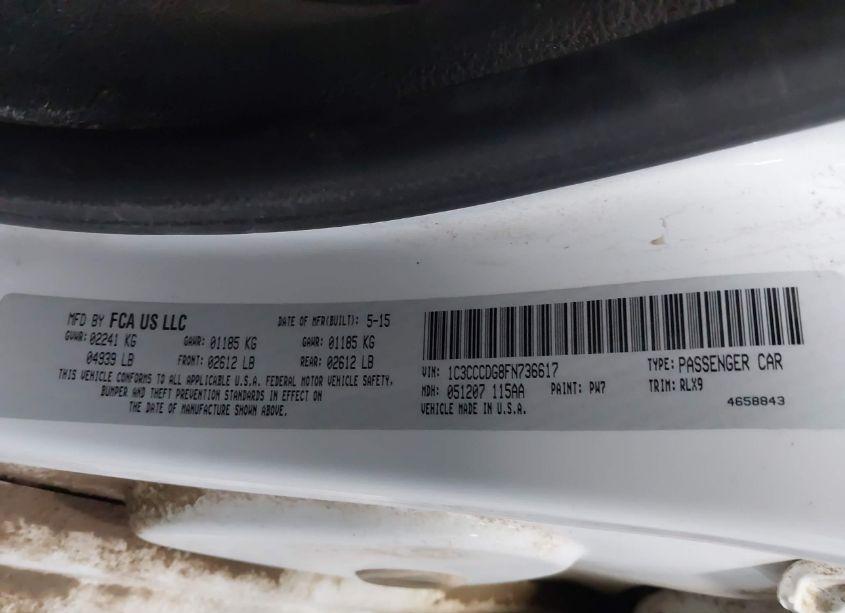 MFD BY FCA US LLC DATE OF MFR(BUILT): 5-15
GVWR: 02241 KG GAWR: 01185 KG GAWR: 01185 KG
04939 LB FRONT: 02612 LB REAR: 02612 LB
THIS VEHICLE CONFORMS TO ALL APPLICABLE U.S.A. FEDERAL MOTOR VEHICLE SAFETY,
BUMPER AND THEFT PREVENTION STANDARDS IN EFFECT ON
THE DATE OF MANUFACTURE SHOWN ABOVE.
VIN: 1C3CCCDG8FN736617 TYPE: PASSENGER CAR
MDH: 051207 115AA PAINT: PW7 TRIM: RLX9
VEHICLE MADE IN U.S.A. 4658843